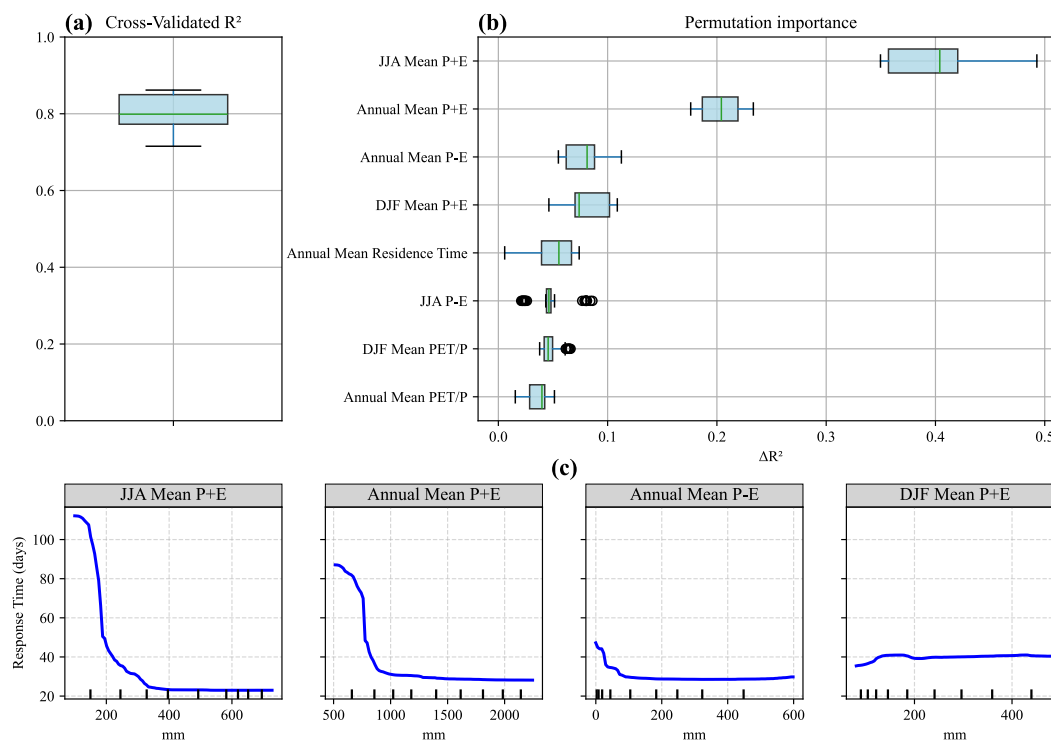 (a) Cross-Validated R²
1.0
0.8
0.6
0.4
0.2
0.0
(b) Permutation importance
JJA Mean P+E
Annual Mean P+E
Annual Mean P-E
DJF Mean P+E
Annual Mean Residence Time
JJA P-E
DJF Mean PET/P
Annual Mean PET/P
0.0 0.1 0.2 0.3 0.4 0.5
ΔR²
(c)
JJA Mean P+E Annual Mean P+E Annual Mean P-E DJF Mean P+E
Response Time (days)
100
80
60
40
20
200 400 600
mm
500 1000 1500 2000
mm
0 200 400 600
mm
200 400
mm